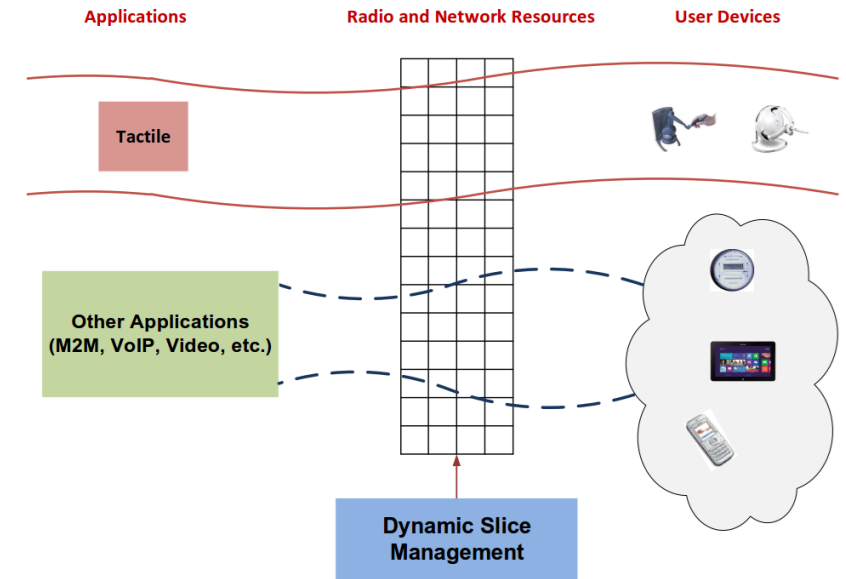 Applications
Radio and Network Resources
User Devices
Tactile
Other Applications
(M2M, VoIP, Video, etc.)
Dynamic Slice
Management